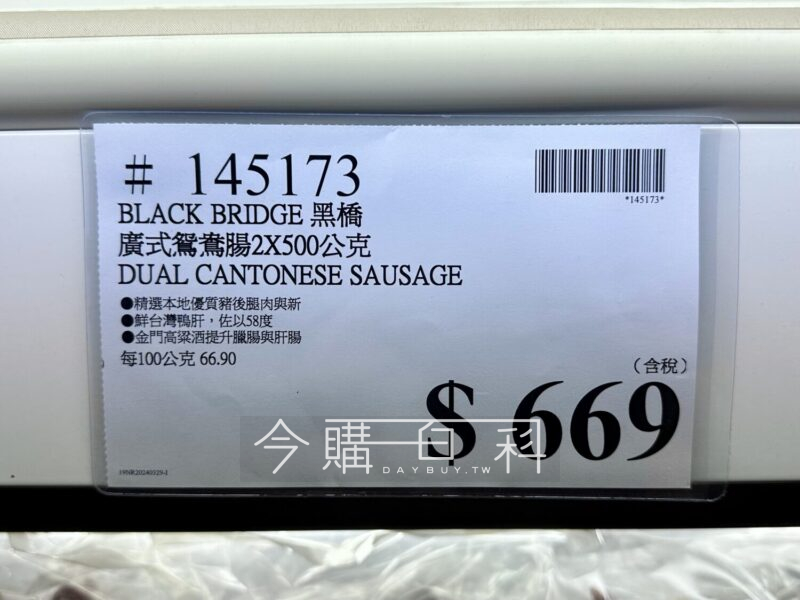 # 145173
*145173*
BLACK BRIDGE 黑橋
廣式鴛鴦腸2X500公克
DUAL CANTONESE SAUSAGE
●精選本地優質豬後腿肉與新
●鮮台灣鴨肝，佐以58度
●金門高粱酒提升臘腸與肝腸
每100公克 66.90
（含稅）
$ 669
今購百科
DAYBUY.TW